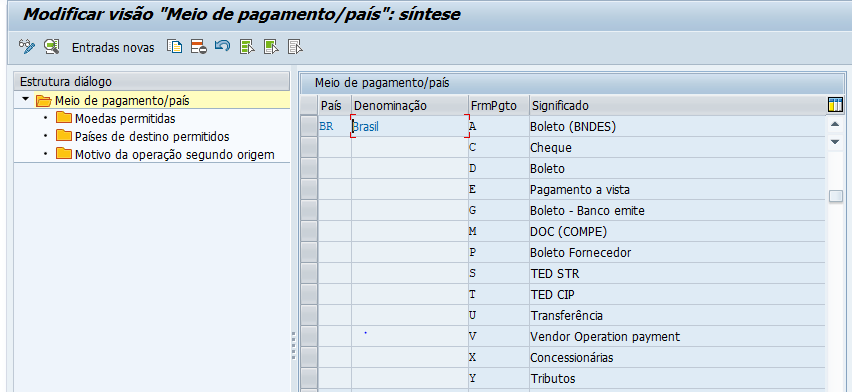 Modificar visão "Meio de pagamento/país": síntese
Entradas novas
Estrutura diálogo
Meio de pagamento/país
Moedas permitidas
Países de destino permitidos
Motivo da operação segundo origem
Meio de pagamento/país
País Denominação FrmPgto Significado
BR Brasil A Boleto (BNDES)
C Cheque
D Boleto
E Pagamento a vista
G Boleto - Banco emite
M DOC (COMPE)
P Boleto Fornecedor
S TED STR
T TED CIP
U Transferência
V Vendor Operation payment
X Concessionárias
Y Tributos